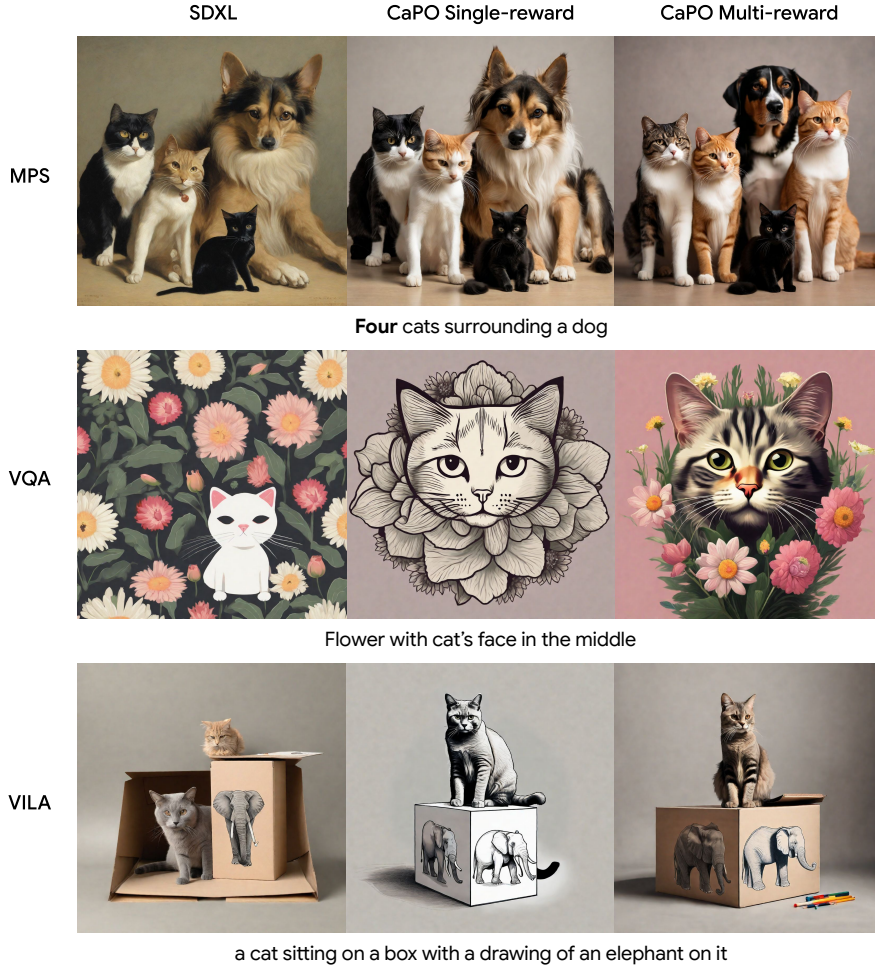 SDXL
CaPO Single-reward
CaPO Multi-reward
MPS
Four cats surrounding a dog
VQA
Flower with cat's face in the middle
VILA
a cat sitting on a box with a drawing of an elephant on it